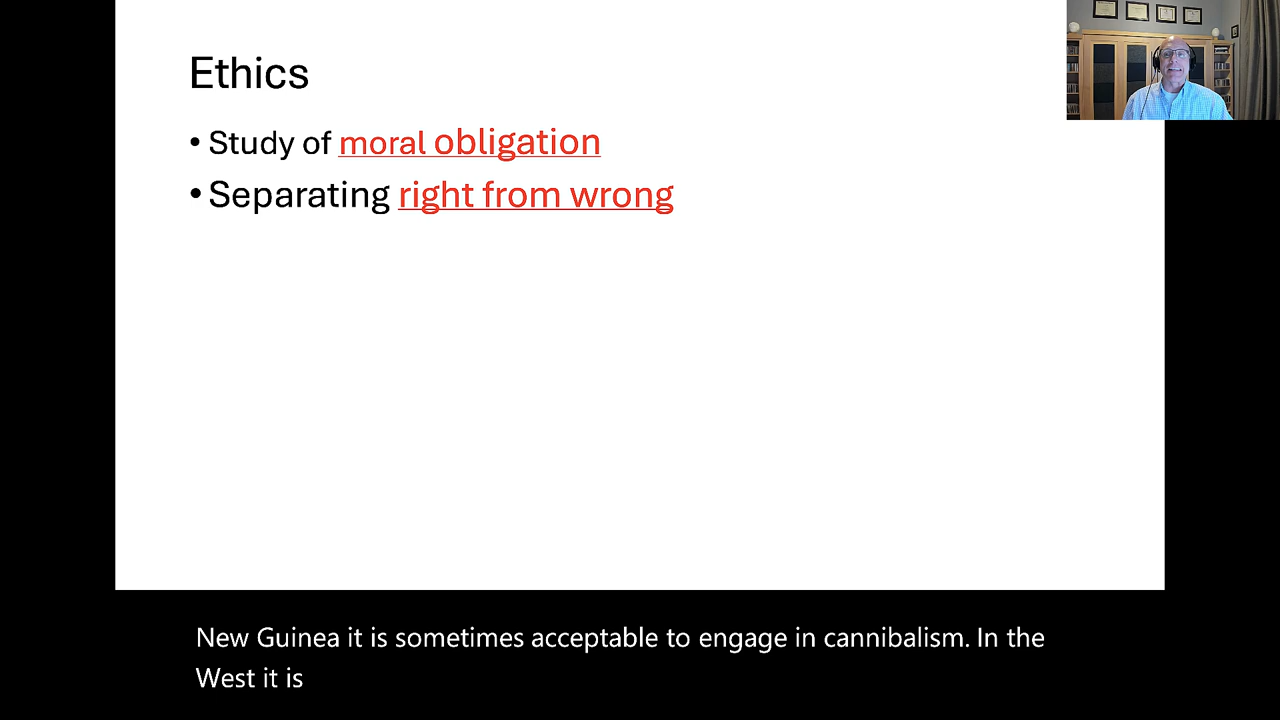 Ethics
• Study of moral obligation
• Separating right from wrong
New Guinea it is sometimes acceptable to engage in cannibalism. In the
West it is